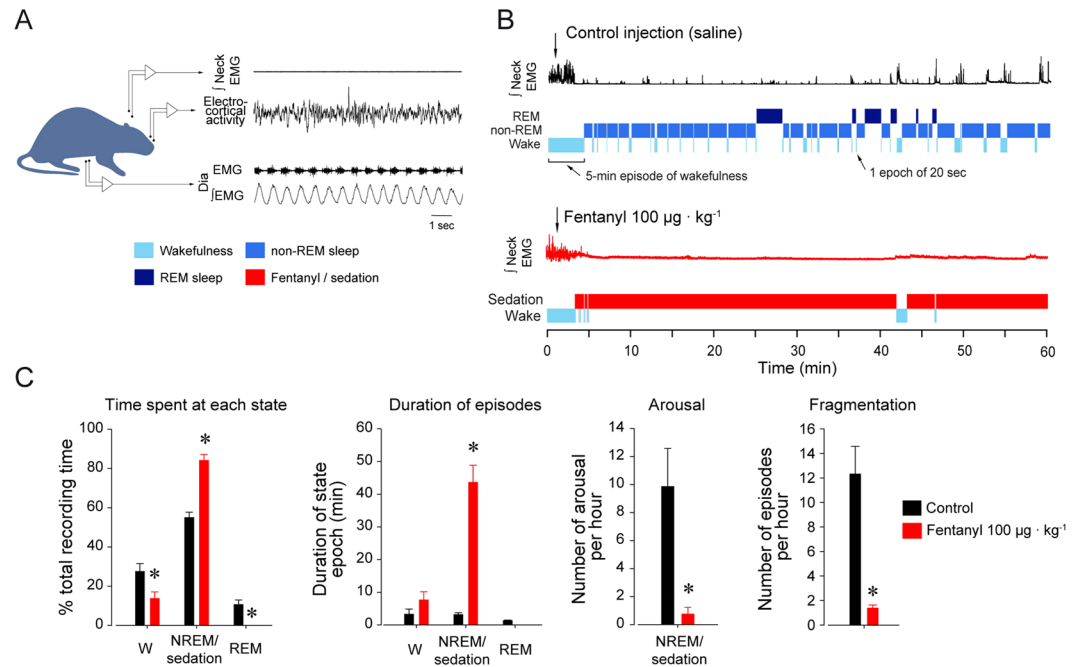 A
∫ Neck
EMG
Electro-
cortical
activity
Dia
EMG
∫EMG
1 sec
Wakefulness
non-REM sleep
REM sleep
Fentanyl / sedation
B
Control injection (saline)
∫ Neck
EMG
REM
non-REM
Wake
5-min episode of wakefulness
1 epoch of 20 sec
Fentanyl 100 µg · kg-1
∫ Neck
EMG
Sedation
Wake
0 10 20 30 40 50 60
Time (min)
C
Time spent at each state
% total recording time
100
80
60
40
20
0
*
*
*
W
NREM/
sedation
REM
Duration of episodes
Duration of state
epoch (min)
60
50
40
30
20
10
0
*
W
NREM/
sedation
REM
Arousal
Number of arousal
per hour
14
12
10
8
6
4
2
0
*
NREM/
sedation
Fragmentation
Number of episodes
per hour
16
14
12
10
8
6
4
2
0
*
Control
Fentanyl 100 µg · kg-1